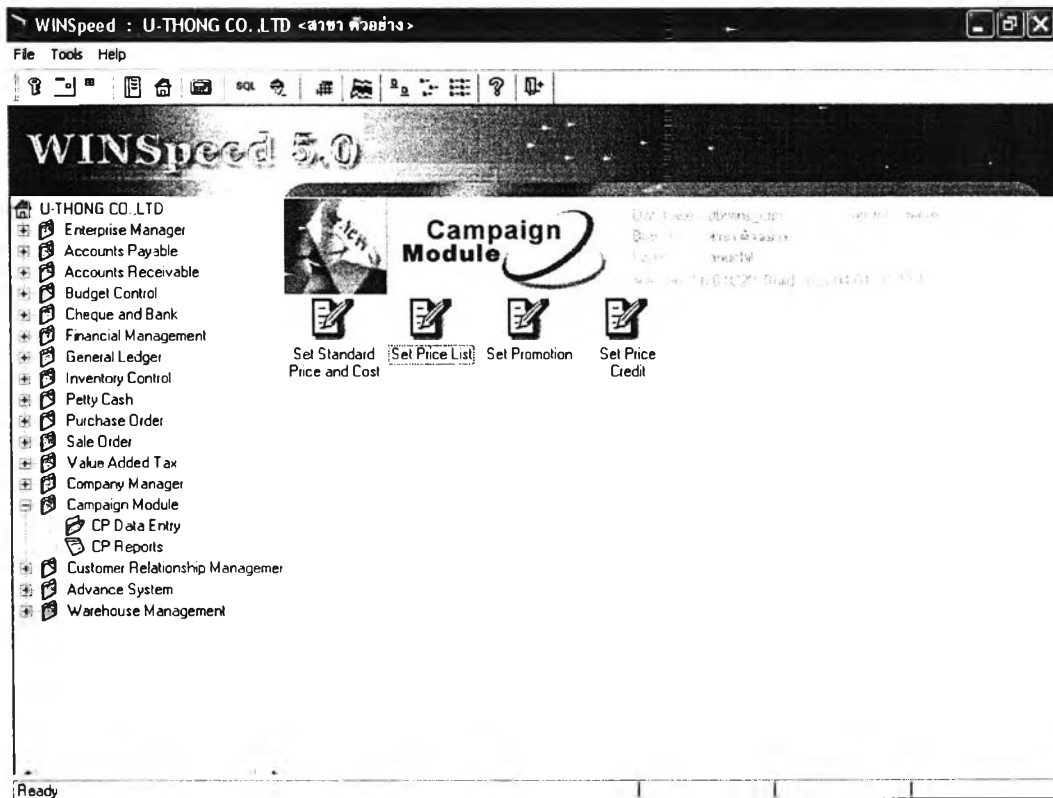 WINSpeed : U-THONG CO.,LTD <สาขา ตัวอย่าง>
File Tools Help
SQL
WINSpeed 5.0
U-THONG CO.,LTD
Enterprise Manager
Accounts Payable
Accounts Receivable
Budget Control
Cheque and Bank
Financial Management
General Ledger
Inventory Control
Petty Cash
Purchase Order
Sale Order
Value Added Tax
Company Manager
Campaign Module
CP Data Entry
CP Reports
Customer Relationship Managemer
Advance System
Warehouse Management
Campaign
Module
Set Standard
Price and Cost
Set Price List
Set Promotion
Set Price
Credit
Ready